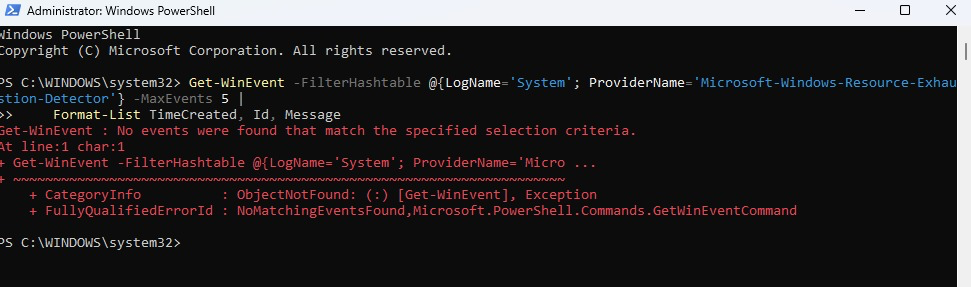 Administrator: Windows PowerShell
Windows PowerShell
Copyright (C) Microsoft Corporation. All rights reserved.
PS C:\WINDOWS\system32> Get-WinEvent -FilterHashtable @{LogName='System'; ProviderName='Microsoft-Windows-Resource-Exhau
stion-Detector'} -MaxEvents 5 |
>>     Format-List TimeCreated, Id, Message
Get-WinEvent : No events were found that match the specified selection criteria.
At line:1 char:1
+ Get-WinEvent -FilterHashtable @{LogName='System'; ProviderName='Micro ...
+ ~~~~~~~~~~~~~~~~~~~~~~~~~~~~~~~~~~~~~~~~~~~~~~~~~~~~~~~~~~~~~~~~~~~~~
    + CategoryInfo          : ObjectNotFound: (:) [Get-WinEvent], Exception
    + FullyQualifiedErrorId : NoMatchingEventsFound,Microsoft.PowerShell.Commands.GetWinEventCommand
PS C:\WINDOWS\system32>